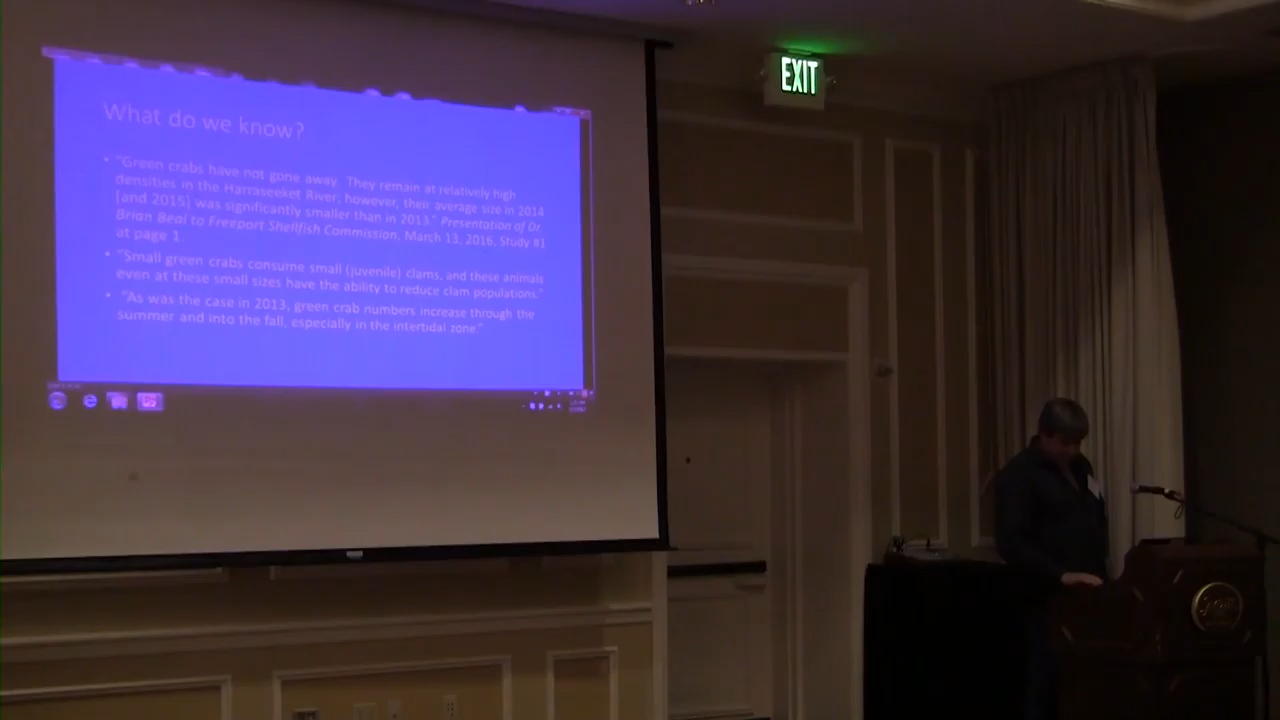 EXIT
What do we know?
• "Green crabs have not gone away. They remain at relatively high
densities in the Harraseeket River; however, their average size in 2014
[and 2015] was significantly smaller than in 2013." Presentation of Dr.
Brian Beal to Freeport Shellfish Commission, March 13, 2016, Study #1
at page 1.
• "Small green crabs consume small (juvenile) clams, and these animals
even at these small sizes have the ability to reduce clam populations."
• "As was the case in 2013, green crab numbers increase through the
summer and into the fall, especially in the intertidal zone."